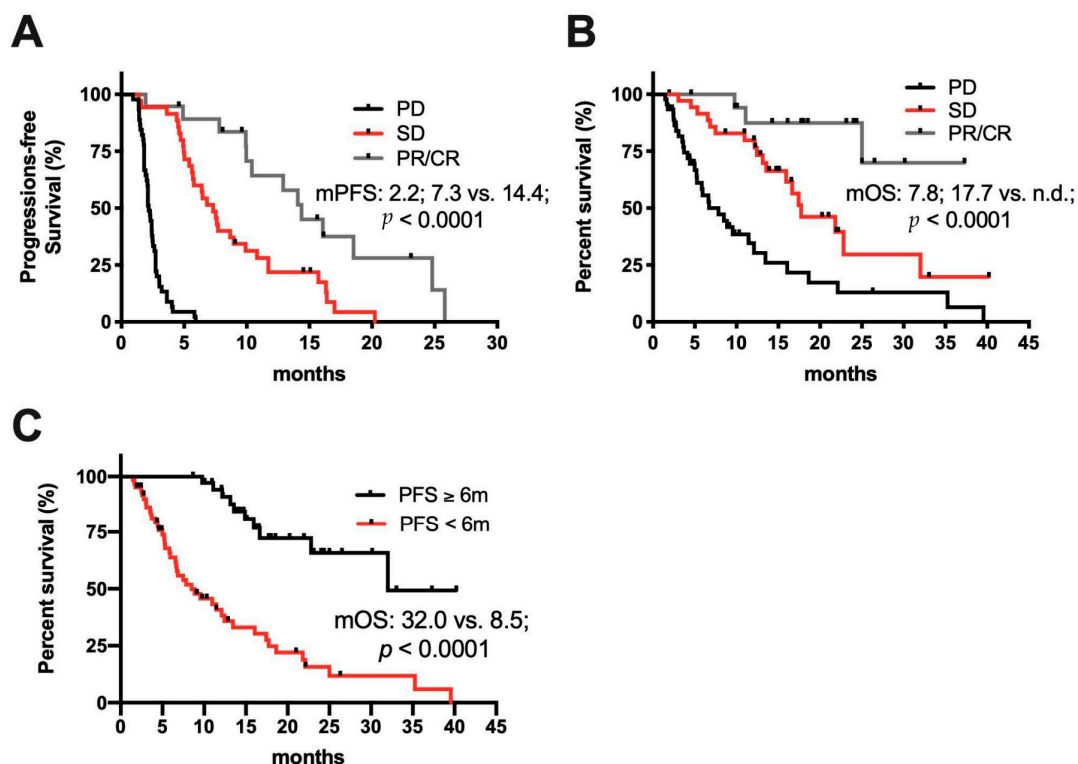 A
Progressions-free
Survival (%)
100
75
50
25
0
PD
SD
PR/CR
mPFS: 2.2; 7.3 vs. 14.4;
p < 0.0001
0 5 10 15 20 25 30
months
B
Percent survival (%)
100
75
50
25
0
PD
SD
PR/CR
mOS: 7.8; 17.7 vs. n.d.;
p < 0.0001
0 5 10 15 20 25 30 35 40 45
months
C
Percent survival (%)
100
75
50
25
0
PFS ≥ 6m
PFS < 6m
mOS: 32.0 vs. 8.5;
p < 0.0001
0 5 10 15 20 25 30 35 40 45
months